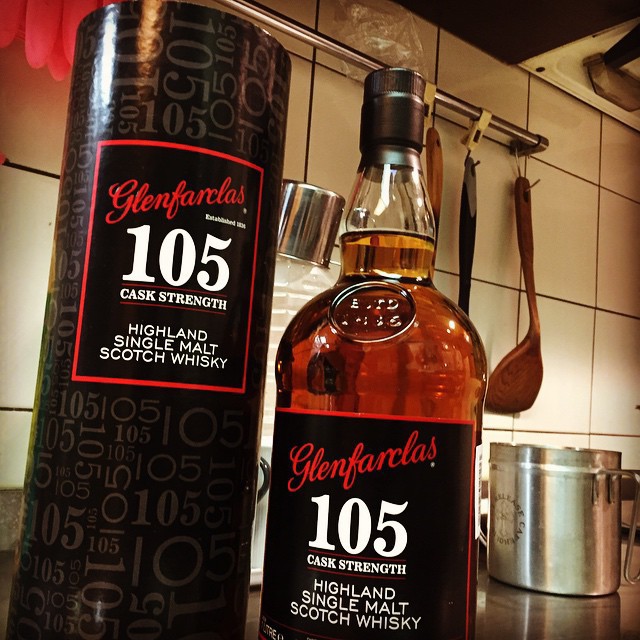 Glenfarclas
Established 1836
105
CASK STRENGTH
HIGHLAND
SINGLE MALT
SCOTCH WHISKY
ESTD
1836
Glenfarclas
105
CASK STRENGTH
HIGHLAND
SINGLE MALT
SCOTCH WHISKY